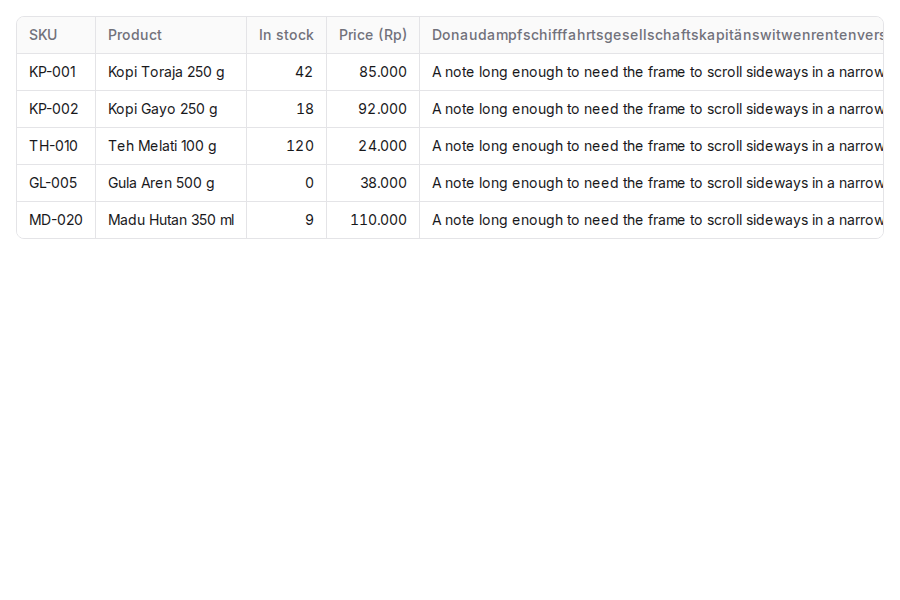 SKU Product In stock Price (Rp) Donaudampfschifffahrtsgesellschaftskapitänswitwenrentenvers
KP-001 Kopi Toraja 250 g 42 85.000 A note long enough to need the frame to scroll sideways in a narrow
KP-002 Kopi Gayo 250 g 18 92.000 A note long enough to need the frame to scroll sideways in a narrow
TH-010 Teh Melati 100 g 120 24.000 A note long enough to need the frame to scroll sideways in a narrow
GL-005 Gula Aren 500 g 0 38.000 A note long enough to need the frame to scroll sideways in a narrow
MD-020 Madu Hutan 350 ml 9 110.000 A note long enough to need the frame to scroll sideways in a narrow